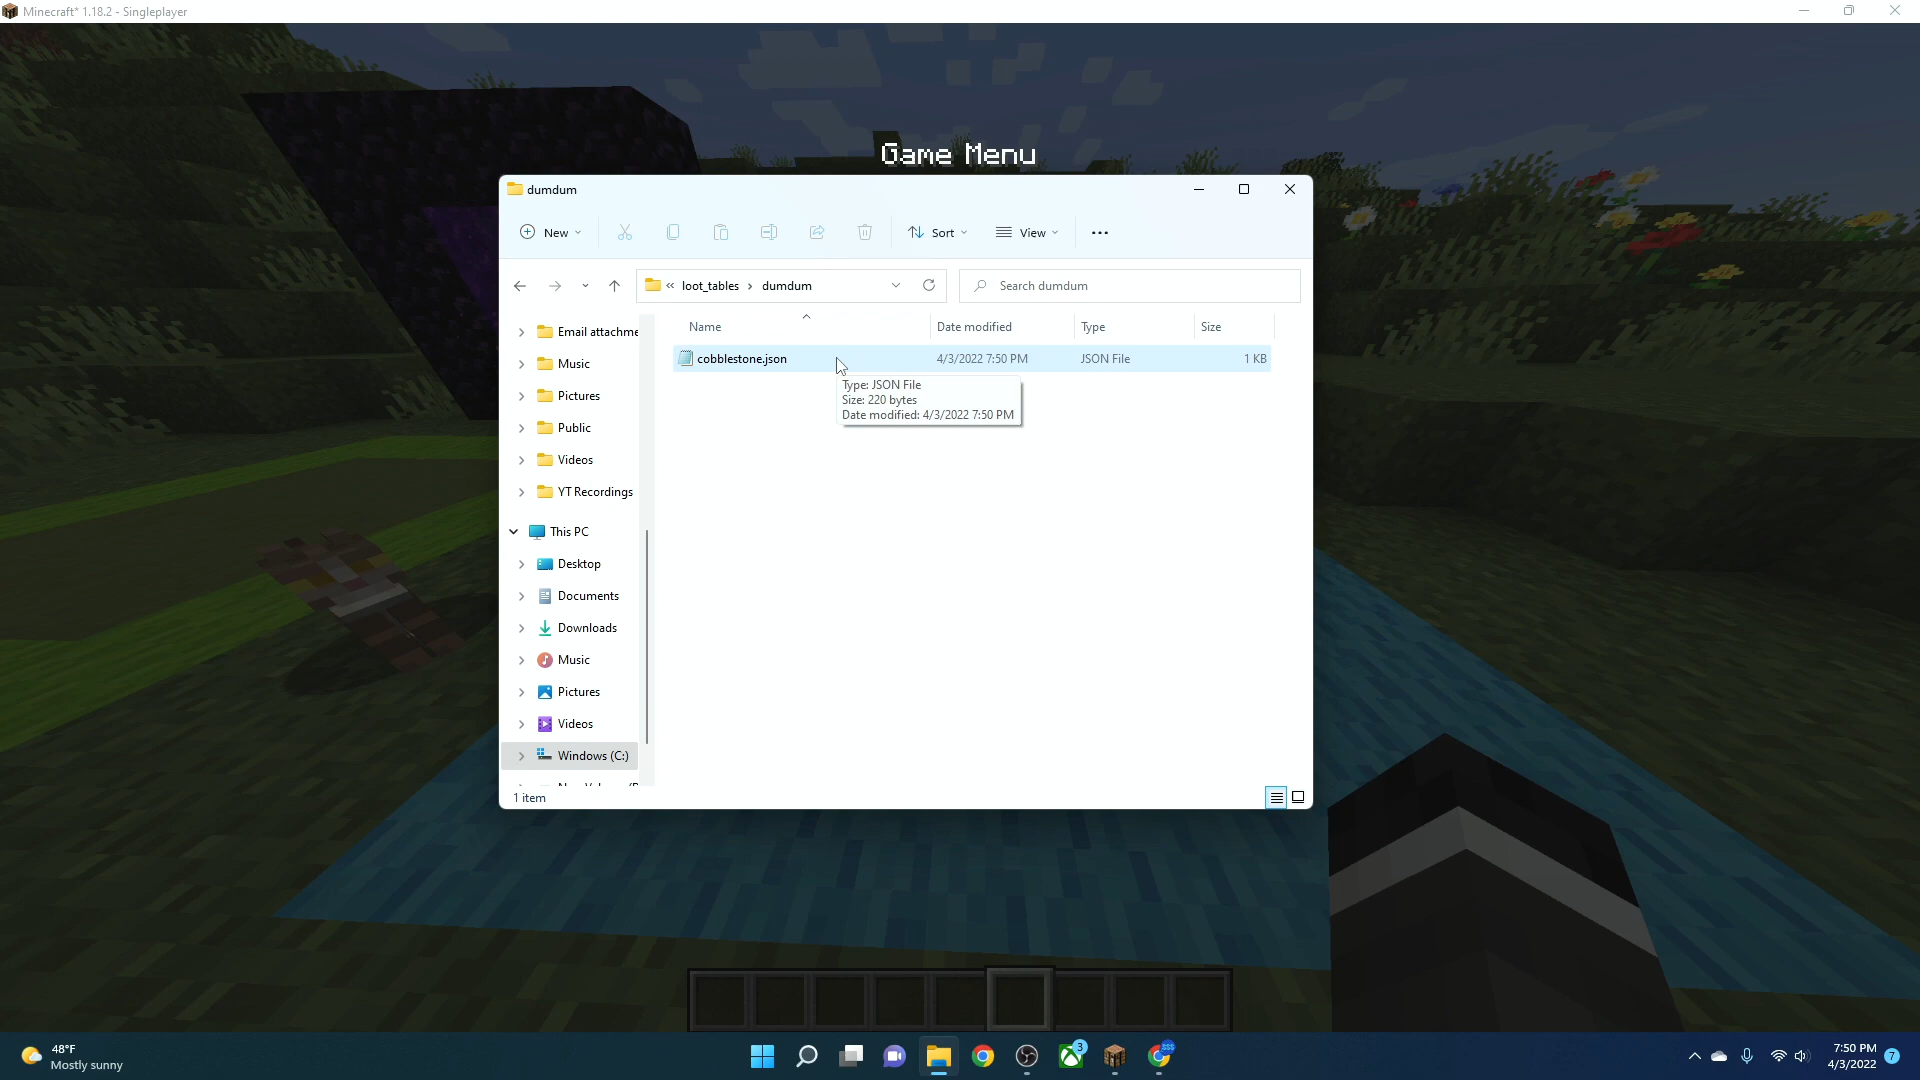 Minecraft* 1.18.2 - Singleplayer
Game Menu
dumdum
New
Sort
View
« loot_tables > dumdum
Search dumdum
Name
Date modified
Type
Size
cobblestone.json
4/3/2022 7:50 PM
JSON File
1 KB
Type: JSON File
Size: 220 bytes
Date modified: 4/3/2022 7:50 PM
Email attachme
Music
Pictures
Public
Videos
YT Recordings
This PC
Desktop
Documents
Downloads
Music
Pictures
Videos
Windows (C:)
1 item
48°F
Mostly sunny
3
7:50 PM
4/3/2022
7